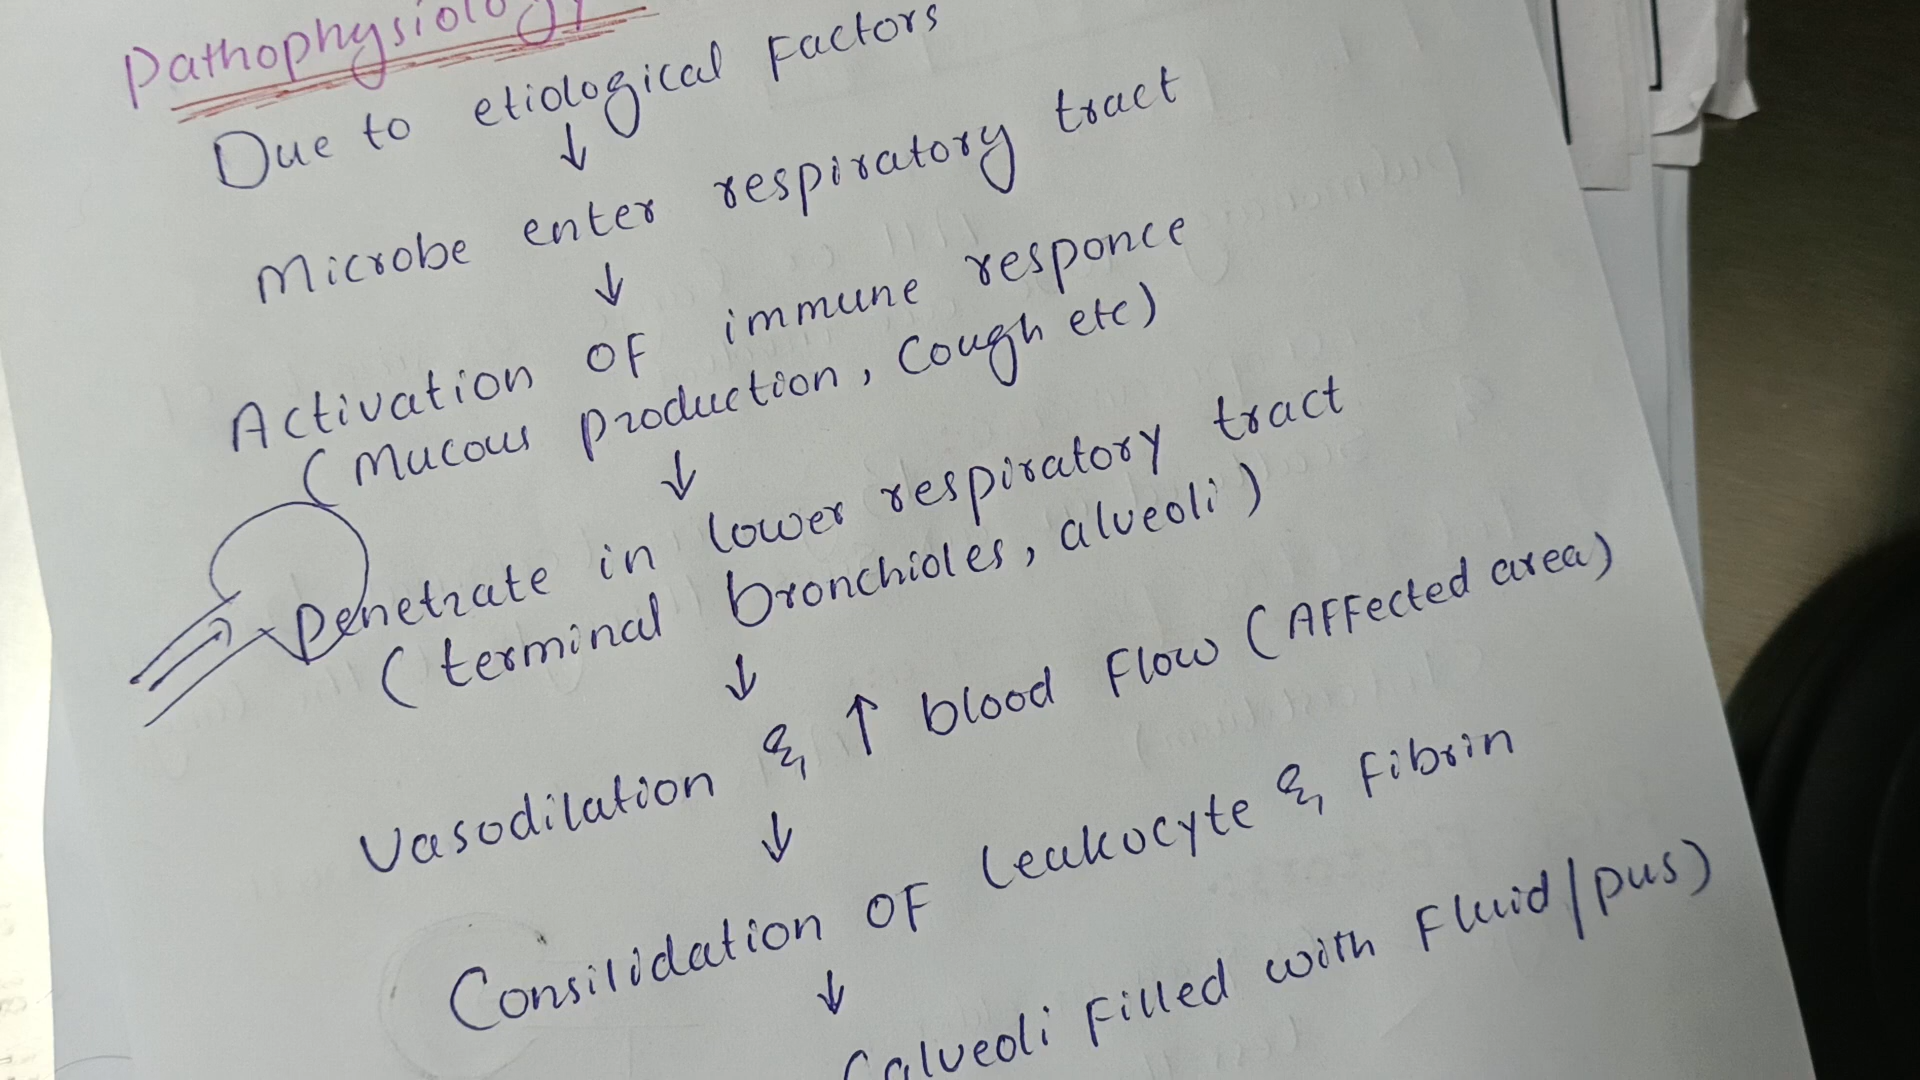 Pathophysiology
Due to etiological Factors
↓
Microbe enter respiratory tract
↓
Activation OF immune responce
(Mucous production, Cough etc)
↓
Penetrate in lower respiratory tract
(terminal bronchioles, alveoli)
↓
Vasodilation & ↑ blood Flow (AFFected area)
↓
Consilidation OF Leukocyte & Fibrin
↓
(alveoli Filled with Fluid/pus)